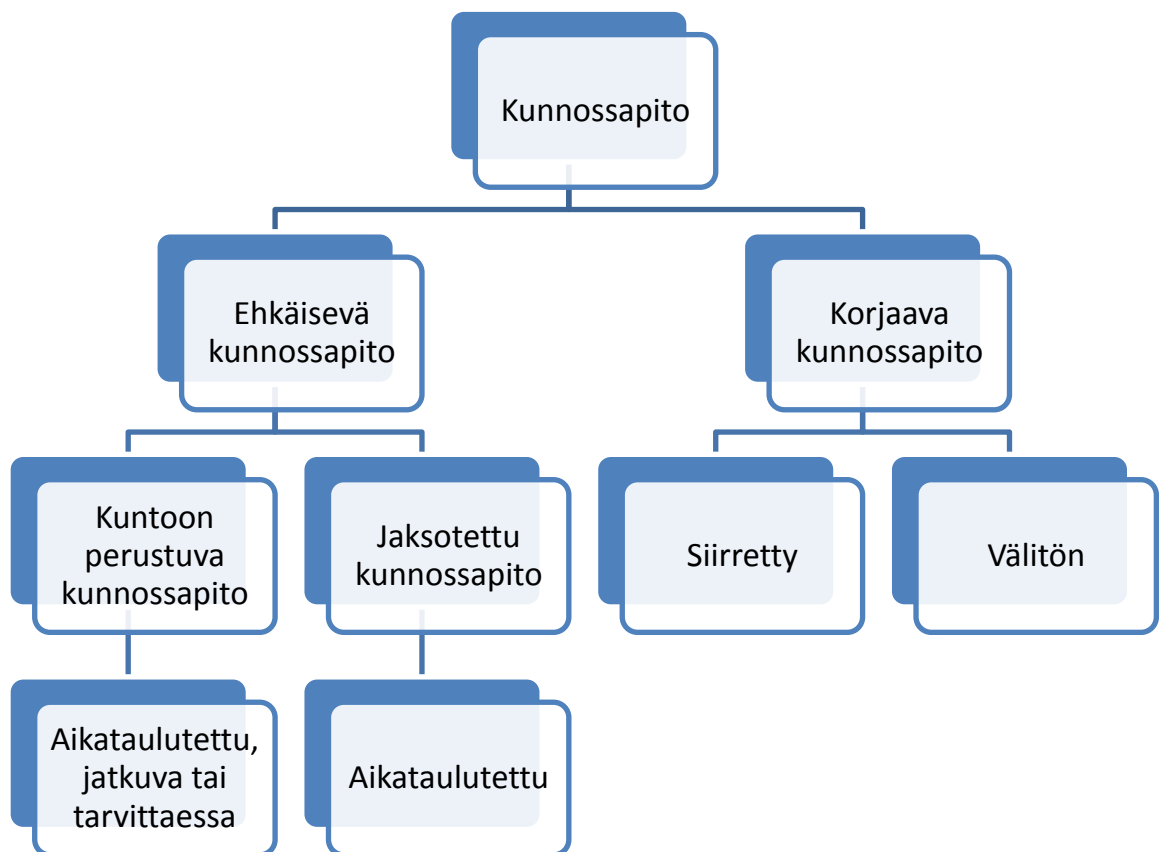 Kunnossapito
Ehkäisevä
kunnossapito
Korjaava
kunnossapito
Kuntoon
perustuva
kunnossapito
Jaksotettu
kunnossapito
Siirretty
Välitön
Aikataulutettu,
jatkuva tai
tarvittaessa
Aikataulutettu